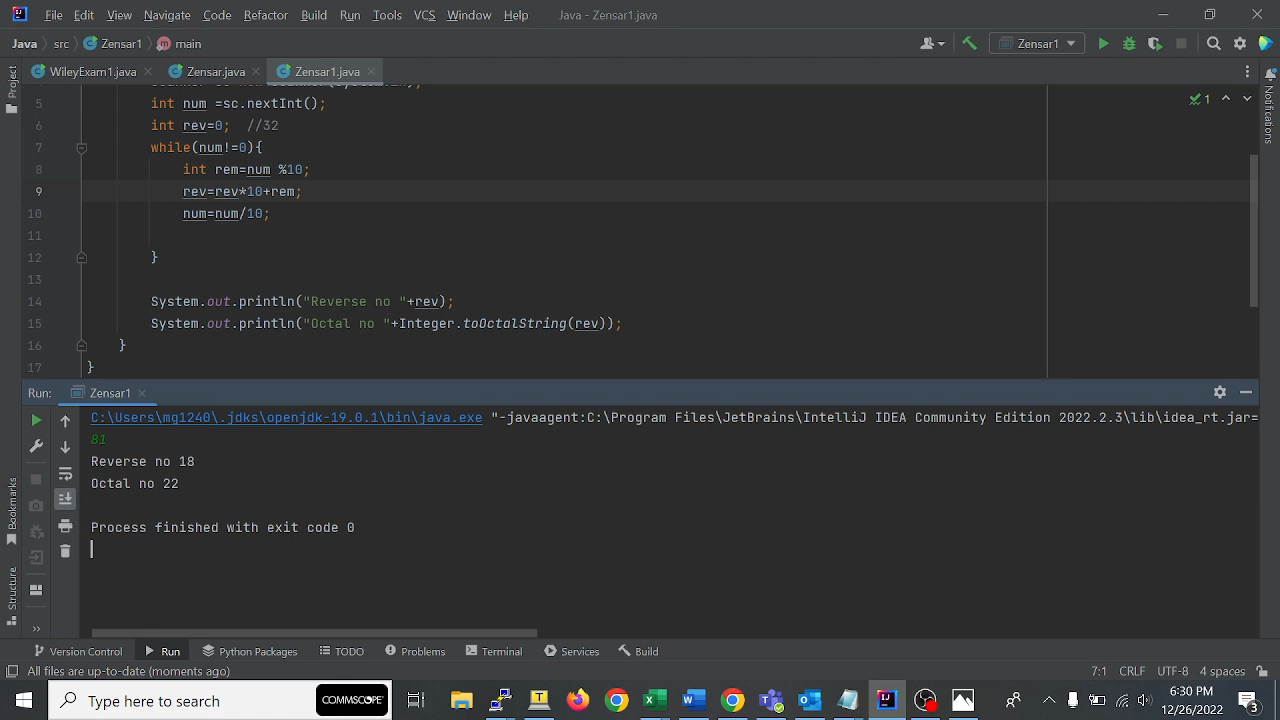 File Edit View Navigate Code Refactor Build Run Tools VCS Window Help Java - Zensar1.java
Java src Zensar1 main Zensar1
Project WileyExam1.java Zensar.java Zensar1.java Notifications
5 int num =sc.nextInt();
6 int rev=0; //32
7 while(num!=0){
8 int rem=num %10;
9 rev=rev*10+rem;
10 num=num/10;
11
12 }
13
14 System.out.println("Reverse no "+rev);
15 System.out.println("Octal no "+Integer.toOctalString(rev));
16 }
17 }
1
Run: Zensar1
C:\Users\mg1240\.jdks\openjdk-19.0.1\bin\java.exe "-javaagent:C:\Program Files\JetBrains\IntelliJ IDEA Community Edition 2022.2.3\lib\idea_rt.jar=
81
Reverse no 18
Octal no 22
Process finished with exit code 0
Bookmarks
Structure
Version Control Run Python Packages TODO Problems Terminal Services Build
All files are up-to-date (moments ago) 7:1 CRLF UTF-8 4 spaces
Type here to search COMMSCOPE 6:30 PM
12/26/2022 3